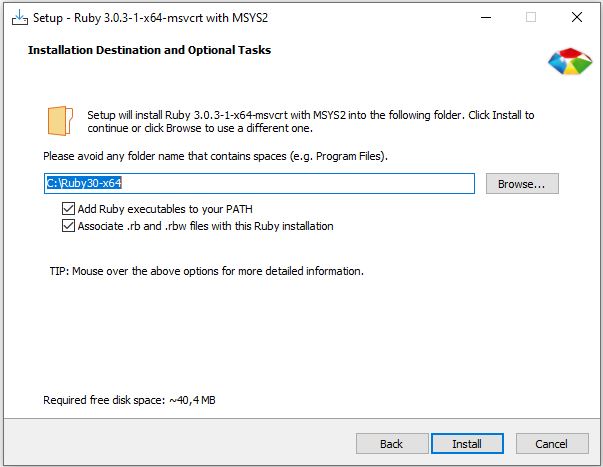 Setup - Ruby 3.0.3-1-x64-msvcrt with MSYS2
Installation Destination and Optional Tasks
Setup will install Ruby 3.0.3-1-x64-msvcrt with MSYS2 into the following folder. Click Install to
continue or click Browse to use a different one.
Please avoid any folder name that contains spaces (e.g. Program Files).
C:\Ruby30-x64
Browse...
Add Ruby executables to your PATH
Associate .rb and .rbw files with this Ruby installation
TIP: Mouse over the above options for more detailed information.
Required free disk space: ~40,4 MB
Back
Install
Cancel